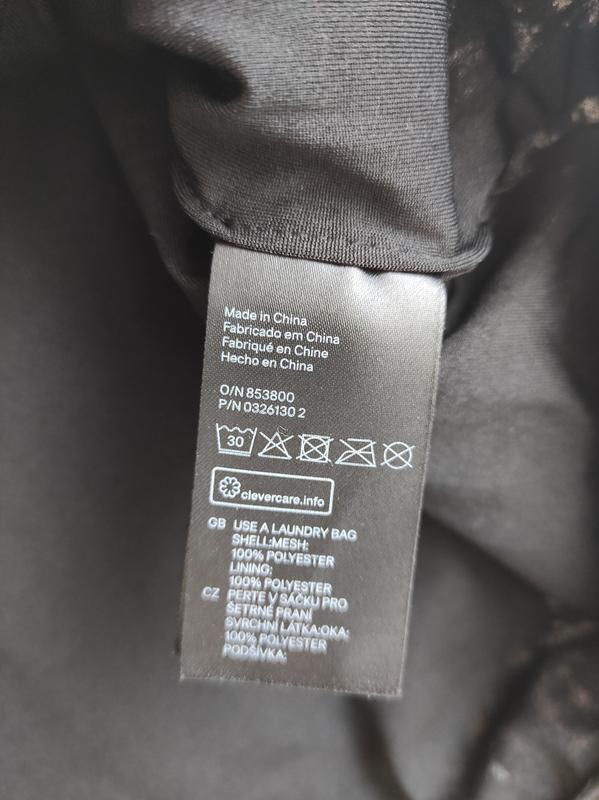 Made in China
Fabricado em China
Fabriqué en Chine
Hecho en China
O/N 853800
P/N 0326130 2
30
clevercare.info
GB USE A LAUNDRY BAG
SHELL:MESH:
100% POLYESTER
LINING:
100% POLYESTER
CZ PERTE V SÁČKU PRO
ŠETRNÉ PRANÍ
SVRCHNÍ LÁTKA:OKA:
100% POLYESTER
PODŠÍVKA: